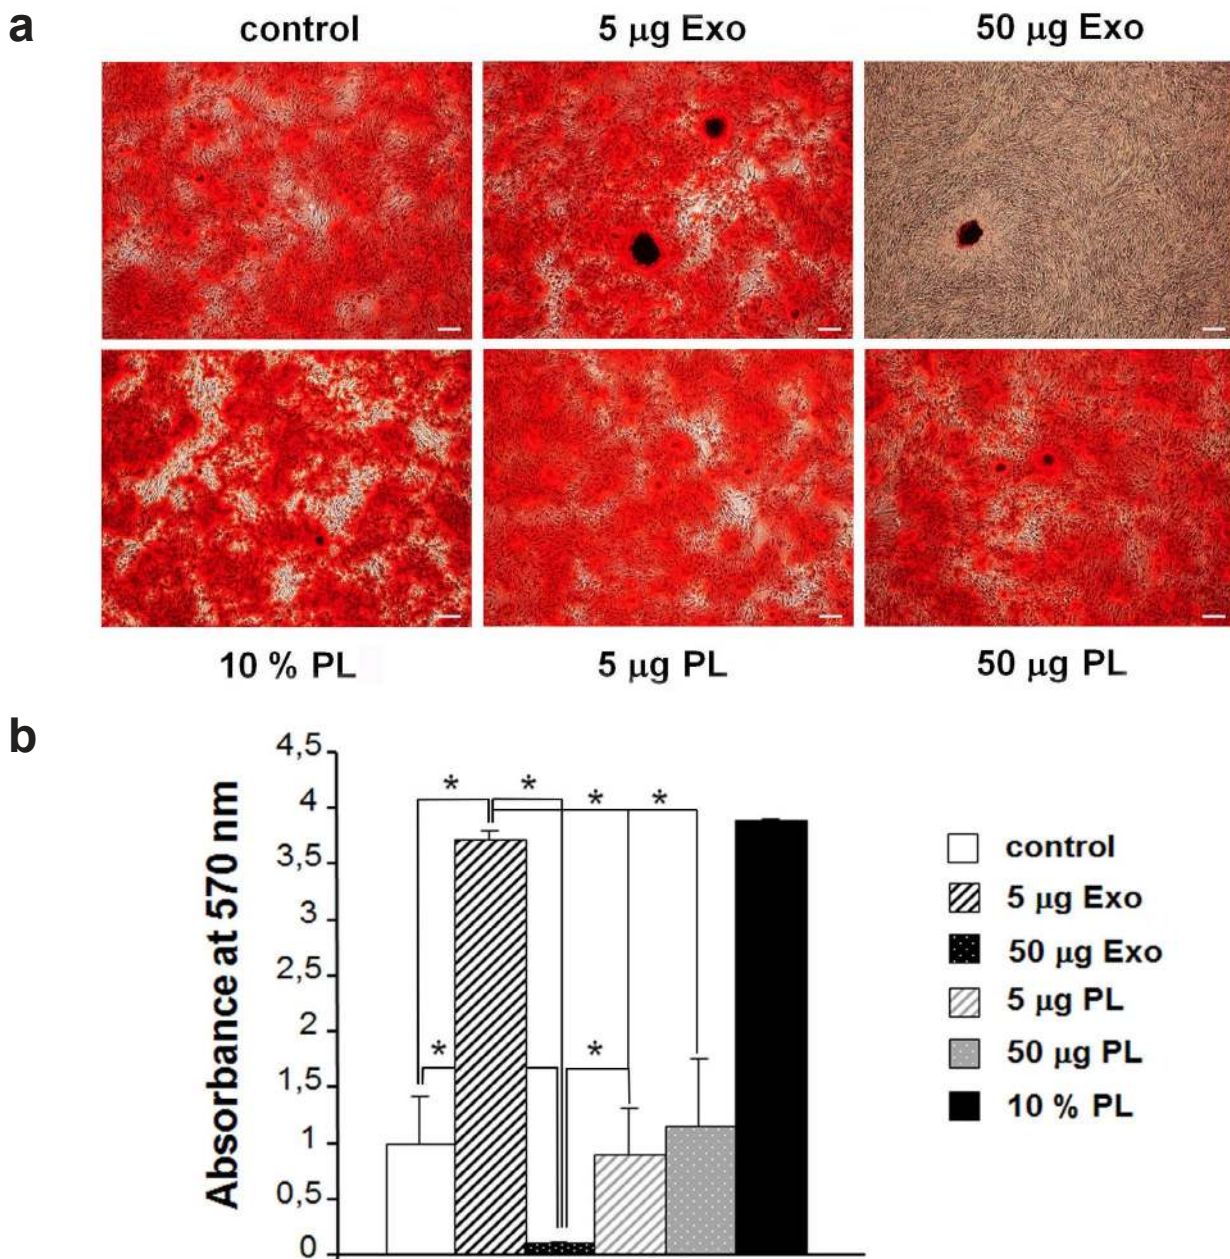 a
control 5 μg Exo 50 μg Exo
10 % PL 5 μg PL 50 μg PL
b
Absorbance at 570 nm
4,5
4
3,5
3
2,5
2
1,5
1
0,5
0
* * * *
* *
control
5 μg Exo
50 μg Exo
5 μg PL
50 μg PL
10 % PL